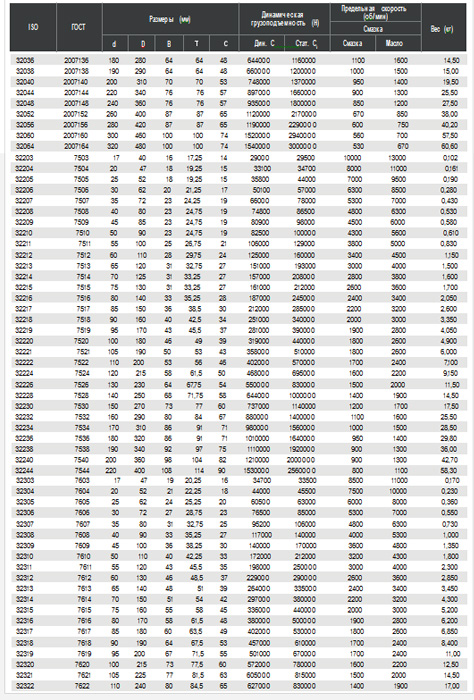 ISO ГОСТ Размеры (мм) Динамическая грузоподъемность (Н) Предельная скорость (об/мин) Вес (кг)
Смазка
d D B T C Дин. C Стат. C Смазка Масло
32036 2007136 180 280 64 64 48 644000 1160000 1100 1600 14,50
32038 2007138 190 290 64 64 48 660000 1200000 1000 1500 15,00
32040 2007140 200 310 70 70 53 748000 1370000 950 1400 19,50
32044 2007144 220 340 76 76 57 897000 1660000 900 1300 25,50
32048 2007148 240 360 76 76 57 935000 1800000 850 1200 27,50
32052 2007152 260 400 87 87 65 1120000 2170000 670 850 38,00
32056 2007156 280 420 87 87 65 1190000 2290000 600 750 40,20
32060 2007160 300 460 100 100 74 1520000 2940000 560 700 57,50
32064 2007164 320 480 100 100 74 1540000 3000000 530 670 60,60
32203 7503 17 40 16 17,25 14 29000 29500 10000 13000 0,102
32204 7504 20 47 18 19,25 15 33100 34700 8000 11000 0,161
32205 7505 25 52 18 19,25 15 35800 44000 7000 9500 0,190
32206 7506 30 62 20 21,25 17 50100 57000 6300 8500 0,280
32207 7507 35 72 23 24,25 19 66000 78000 5300 7000 0,430
32208 7508 40 80 23 24,75 19 74800 86500 4800 6300 0,530
32209 7509 45 85 23 24,75 19 80900 98000 4500 6000 0,580
32210 7510 50 90 23 24,75 19 82500 100000 4300 5600 0,610
32211 7511 55 100 25 26,75 21 106000 129000 3800 5000 0,830
32212 7512 60 110 28 29,75 24 125000 160000 3400 4500 1,150
32213 7513 65 120 31 32,75 27 151000 193000 3000 4000 1,500
32214 7514 70 125 31 33,25 27 157000 208000 2800 3800 1,600
32215 7515 75 130 31 33,25 27 161000 212000 2600 3600 1,700
32216 7516 80 140 33 35,25 28 187000 245000 2400 3400 2,050
32217 7517 85 150 36 38,5 30 212000 285000 2200 3200 2,600
32218 7518 90 160 40 42,5 34 251000 340000 2000 3000 3,350
32219 7519 95 170 43 45,5 37 281000 390000 1900 2800 4,050
32220 7520 100 180 46 49 39 319000 440000 1800 2600 4,900
32221 7521 105 190 50 53 43 358000 510000 1800 2600 6,000
32222 7522 110 200 53 56 46 402000 570000 1700 2400 7,00
32224 7524 120 215 58 61,5 50 468000 695000 1600 2200 9,150
32226 7526 130 230 64 67,75 54 550000 830000 1500 2000 11,50
32228 7528 140 250 68 71,75 58 644000 1000000 1400 1900 14,50
32230 7530 150 270 73 77 60 737000 1140000 1200 1700 17,50
32232 7532 160 290 80 84 67 880000 1400000 1100 1600 25,50
32234 7534 170 310 86 91 71 980000 1560000 1000 1500 28,50
32236 7536 180 320 86 91 71 1010000 1640000 950 1400 29,80
32238 7538 190 340 92 97 75 1110000 1920000 900 1300 36,00
32240 7540 200 360 98 104 82 1210000 2000000 900 1300 42,70
32244 7544 220 400 108 114 90 1530000 2560000 800 1100 58,30
32303 7603 17 47 19 20,25 16 34700 33500 8500 11000 0,170
32304 7604 20 52 21 22,25 18 44000 45500 7500 10000 0,230
32305 7605 25 62 24 25,25 20 60500 63000 6000 8000 0,360
32306 7606 30 72 27 28,75 23 76500 85000 5300 7000 0,550
32307 7607 35 80 31 32,75 25 95200 106000 4800 6300 0,730
32308 7608 40 90 33 35,25 27 117000 140000 4000 5300 1,000
32309 7609 45 100 36 38,25 30 140000 170000 3600 4800 1,350
32310 7610 50 110 40 42,25 33 172000 212000 3200 4300 1,800
32311 7611 55 120 43 45,5 35 198000 250000 3000 4000 2,300
32312 7612 60 130 46 48,5 37 229000 290000 2600 3600 2,850
32313 7613 65 140 48 51 39 264000 335000 2400 3400 3,450
32314 7614 70 150 51 54 42 297000 380000 2200 3200 4,300
32315 7615 75 160 55 58 45 336000 440000 2000 3000 5,200
32316 7616 80 170 58 61,5 48 380000 500000 1900 2800 6,200
32317 7617 85 180 60 63,5 49 402000 530000 1800 2600 6,850
32318 7618 90 190 64 67,5 53 457000 610000 1700 2400 8,400
32319 7619 95 200 67 71,5 55 501000 670000 1700 2400 11,00
32320 7620 100 215 73 77,5 60 572000 780000 1600 2200 12,50
32321 7621 105 225 77 81,5 63 605000 815000 1500 2000 14,50
32322 7622 110 240 80 84,5 65 627000 830000 1400 1900 17,00